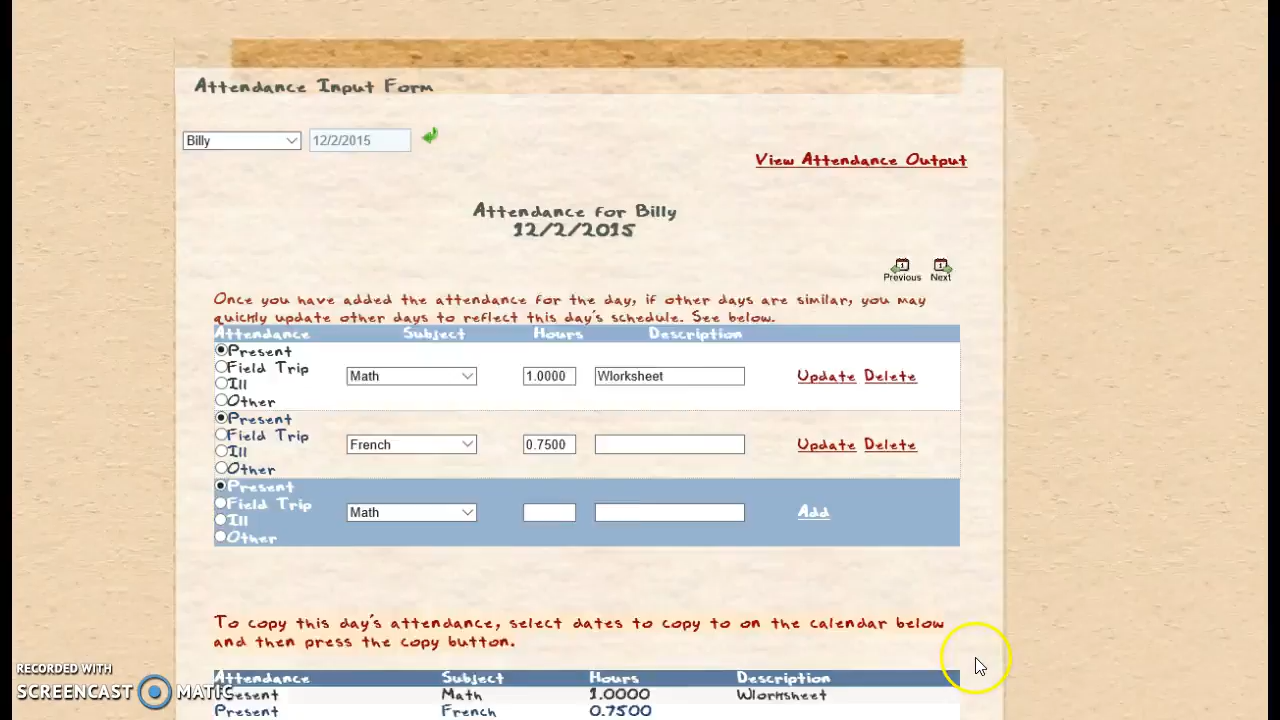 Attendance Input Form
Billy 12/2/2015
View Attendance Output
Attendance for Billy
12/2/2015
Previous Next
Once you have added the attendance for the day, if other days are similar, you may
quickly update other days to reflect this day's schedule. See below.
Attendance Subject Hours Description
Present
Field Trip
Ill
Other
Math 1.0000 Wlorksheet Update Delete
Present
Field Trip
Ill
Other
French 0.7500 Update Delete
Present
Field Trip
Ill
Other
Math Add
To copy this day's attendance, select dates to copy to on the calendar below
and then press the copy button.
Attendance Subject Hours Description
Present Math 1.0000 Wlorksheet
Present French 0.7500
RECORDED WITH
SCREENCAST MATIC